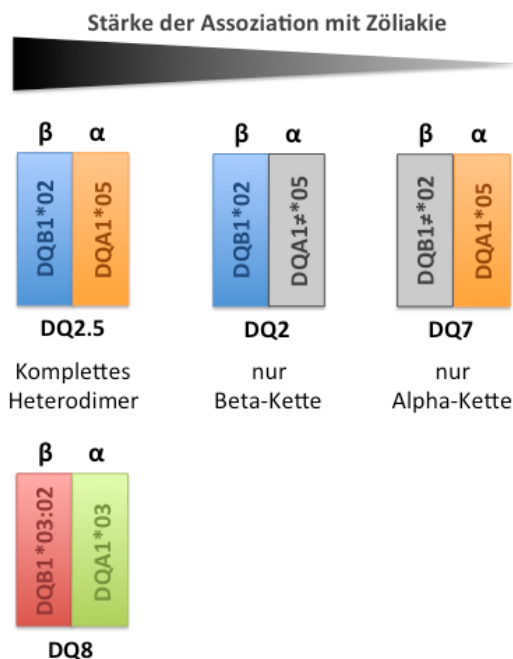 Stärke der Assoziation mit Zöliakie
β α
β α
β α
DQB1*02
DQA1*05
DQB1*02
DQA1≠*05
DQB1≠*02
DQA1*05
DQ2.5
DQ2
DQ7
Komplettes
Heterodimer
nur
Beta-Kette
nur
Alpha-Kette
β α
DQB1*03:02
DQA1*03
DQ8